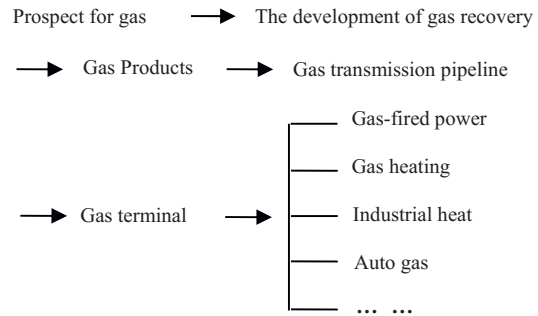 Prospect for gas The development of gas recovery
Gas Products Gas transmission pipeline
Gas-fired power
Gas heating
Gas terminal Industrial heat
Auto gas
... ...